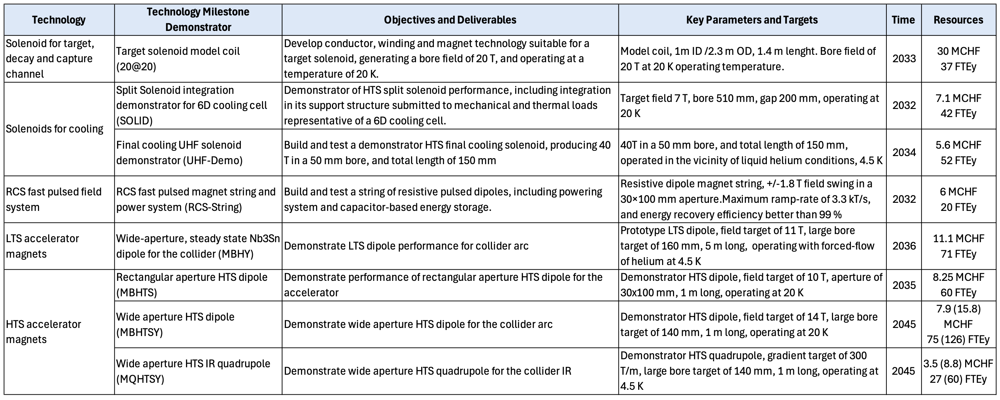 Technology
Technology Milestone
Demonstrator
Objectives and Deliverables
Key Parameters and Targets
Time
Resources
Solenoid for target,
decay and capture
channel
Target solenoid model coil
(20@20)
Develop conductor, winding and magnet technology suitable for a
target solenoid, generating a bore field of 20 T, and operating at a
temperature of 20 K.
Model coil, 1m ID /2.3 m OD, 1.4 m lenght. Bore field of
20 T at 20 K operating temperature.
2033
30 MCHF
37 FTEy
Solenoids for cooling
Split Solenoid integration
demonstrator for 6D cooling cell
(SOLID)
Demonstrator of HTS split solenoid performance, including integration
in its support structure submitted to mechanical and thermal loads
representative of a 6D cooling cell.
Target field 7 T, bore 510 mm, gap 200 mm, operating at
20 K
2032
7.1 MCHF
42 FTEy
Final cooling UHF solenoid
demonstrator (UHF-Demo)
Build and test a demonstrator HTS final cooling solenoid, producing 40
T in a 50 mm bore, and total length of 150 mm
40T in a 50 mm bore, and total length of 150 mm,
operated in the vicinity of liquid helium conditions, 4.5 K
2034
5.6 MCHF
52 FTEy
RCS fast pulsed field
system
RCS fast pulsed magnet string and
power system (RCS-String)
Build and test a string of resistive pulsed dipoles, including powering
system and capacitor-based energy storage.
Resistive dipole magnet string, +/-1.8 T field swing in a
30×100 mm aperture.Maximum ramp-rate of 3.3 kT/s,
and energy recovery efficiency better than 99 %
2032
6 MCHF
20 FTEy
LTS accelerator
magnets
Wide-aperture, steady state Nb3Sn
dipole for the collider (MBHY)
Demonstrate LTS dipole performance for collider arc
Prototype LTS dipole, field target of 11 T, large bore
target of 160 mm, 5 m long,  operating with forced-flow
of helium at 4.5 K
2036
11.1 MCHF
71 FTEy
HTS accelerator
magnets
Rectangular aperture HTS dipole
(MBHTS)
Demonstrate performance of rectangular aperture HTS dipole for the
accelerator
Demonstrator HTS dipole, field target of 10 T, aperture of
30x100 mm, 1 m long, operating at 20 K
2035
8.25 MCHF
60 FTEy
Wide aperture HTS dipole
(MBHTSY)
Demonstrate wide aperture HTS dipole for the collider arc
Demonstrator HTS dipole, field target of 14 T, large bore
target of 140 mm, 1 m long, operating at 20 K
2045
7.9 (15.8)
MCHF
75 (126) FTEy
Wide aperture HTS IR quadrupole
(MQHTSY)
Demonstrate wide aperture HTS quadrupole for the collider IR
Demonstrator HTS quadrupole, gradient target of 300
T/m, large bore target of 140 mm, 1 m long, operating at
4.5 K
2045
3.5 (8.8) MCHF
27 (60) FTEy